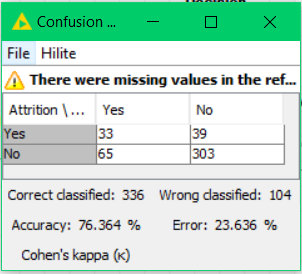 Confusion ...
File Hilite
There were missing values in the ref...
Attrition \ ... Yes No
Yes 33 39
No 65 303
Correct classified: 336 Wrong classified: 104
Accuracy: 76.364 % Error: 23.636 %
Cohen's kappa (κ)